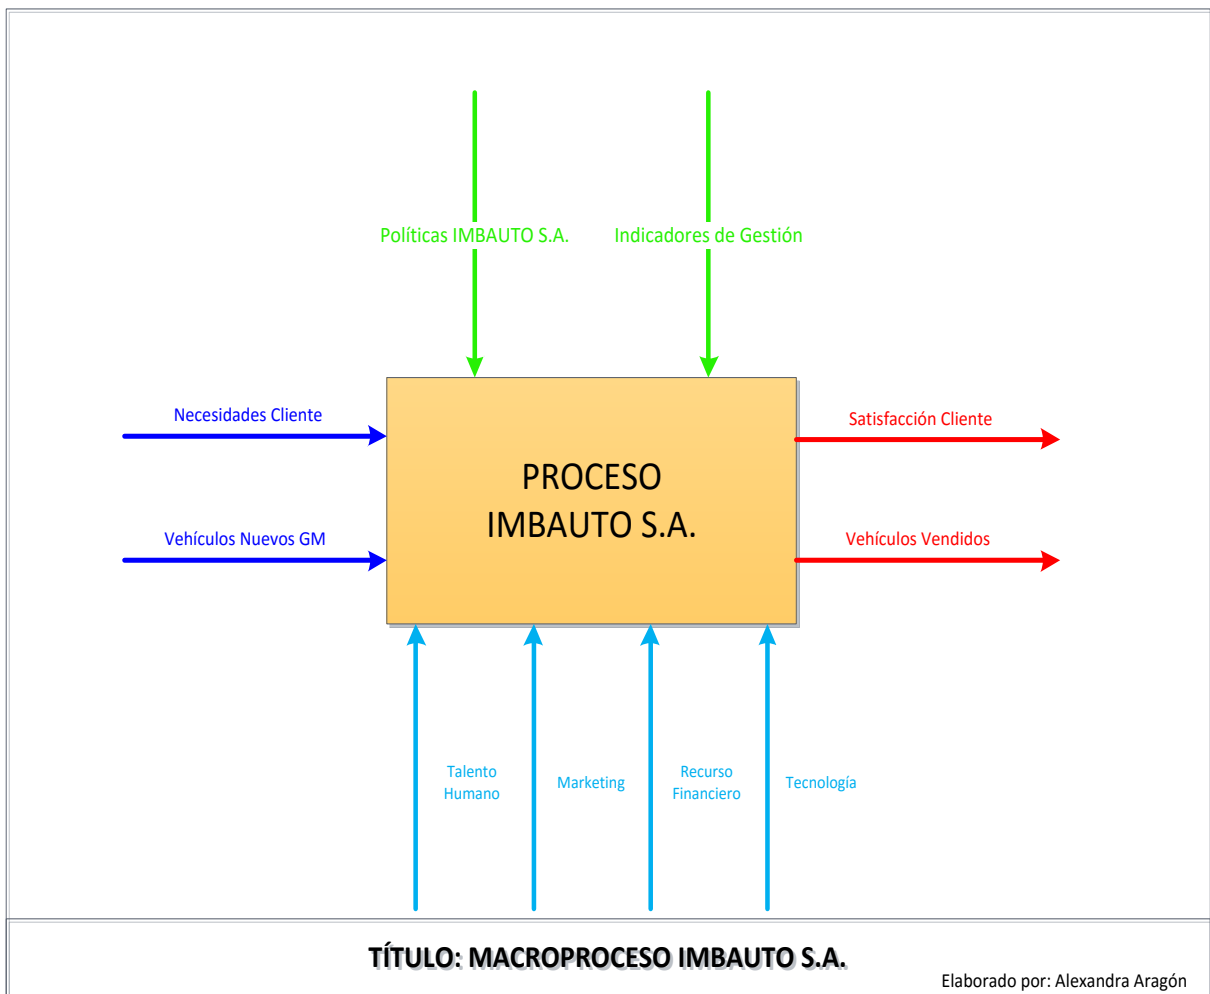 Políticas IMBAUTO S.A.
Indicadores de Gestión
Necesidades Cliente
Satisfacción Cliente
PROCESO
IMBAUTO S.A.
Vehículos Nuevos GM
Vehículos Vendidos
Talento
Humano
Marketing
Recurso
Financiero
Tecnología
TÍTULO: MACROPROCESO IMBAUTO S.A.
Elaborado por: Alexandra Aragón